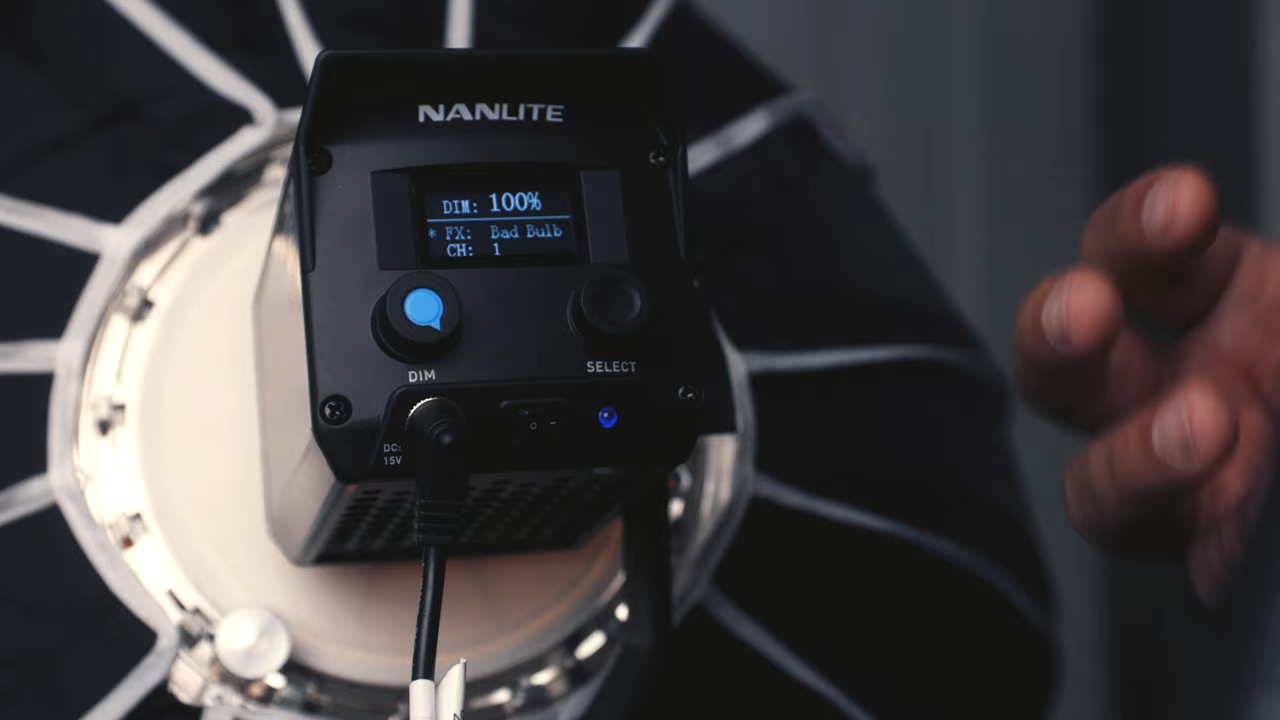 NANLITE
DIM: 100%
* FX: Bad Bulb
CH: 1
DIM
SELECT
DC:
15V